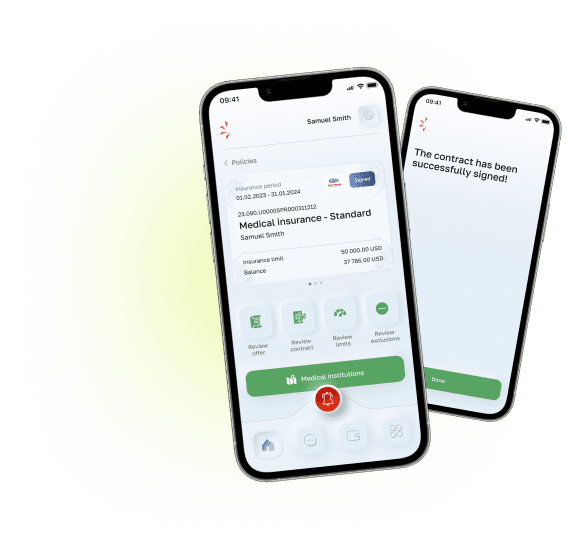 09:41
Samuel Smith
Policies
Insurance period
01.02.2023 - 31.01.2024
Signed
23.090.U0000SPR000311212
Medical insurance - Standard
Samuel Smith
Insurance limit 50 000.00 USD
Balance 37 786.00 USD
Review
offer
Review
contract
Review
limits
Review
exclusions
Medical institutions
09:41
The contract has been
successfully signed!
Done